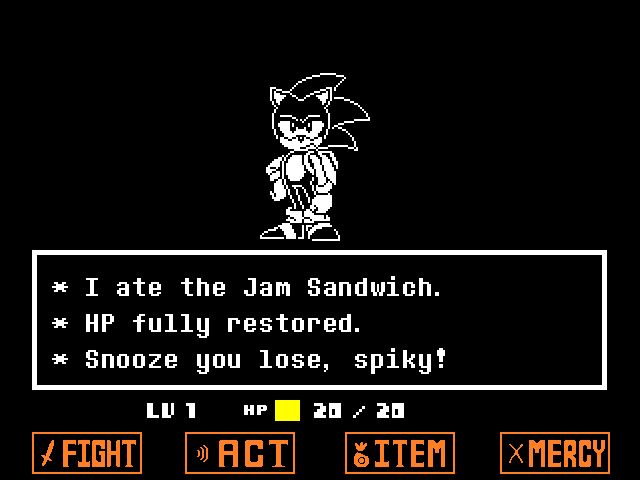 * I ate the Jam Sandwich.
* HP fully restored.
* Snooze you lose, spiky!
LV 1 HP 20 / 20
FIGHT ACT ITEM MERCY